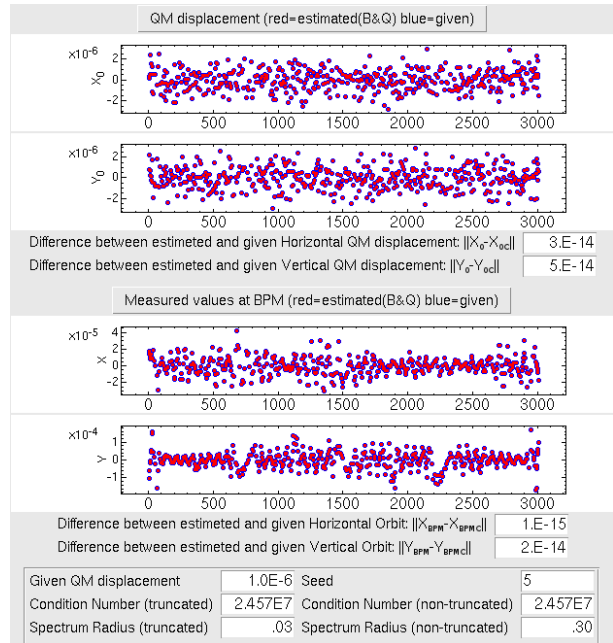 QM displacement (red=estimated(B&Q) blue=given)
×10⁻⁶
2
0
-2
X₀
0 500 1000 1500 2000 2500 3000
×10⁻⁶
2
0
-2
Y₀
0 500 1000 1500 2000 2500 3000
Difference between estimeted and given Horizontal QM displacement: ||X₀-X₀c|| 3.E-14
Difference between estimeted and given Vertical QM displacement: ||Y₀-Y₀c|| 5.E-14
Measured values at BPM (red=estimated(B&Q) blue=given)
×10⁻⁵
4
2
0
-2
X
0 500 1000 1500 2000 2500 3000
×10⁻⁴
1
0
-1
Y
0 500 1000 1500 2000 2500 3000
Difference between estimeted and given Horizontal Orbit: ||XBPM-XBPMC|| 1.E-15
Difference between estimeted and given Vertical Orbit: ||YBPM-YBPMC|| 2.E-14
Given QM displacement 1.0E-6 Seed 5
Condition Number (truncated) 2.457E7 Condition Number (non-truncated) 2.457E7
Spectrum Radius (truncated) .03 Spectrum Radius (non-truncated) .30